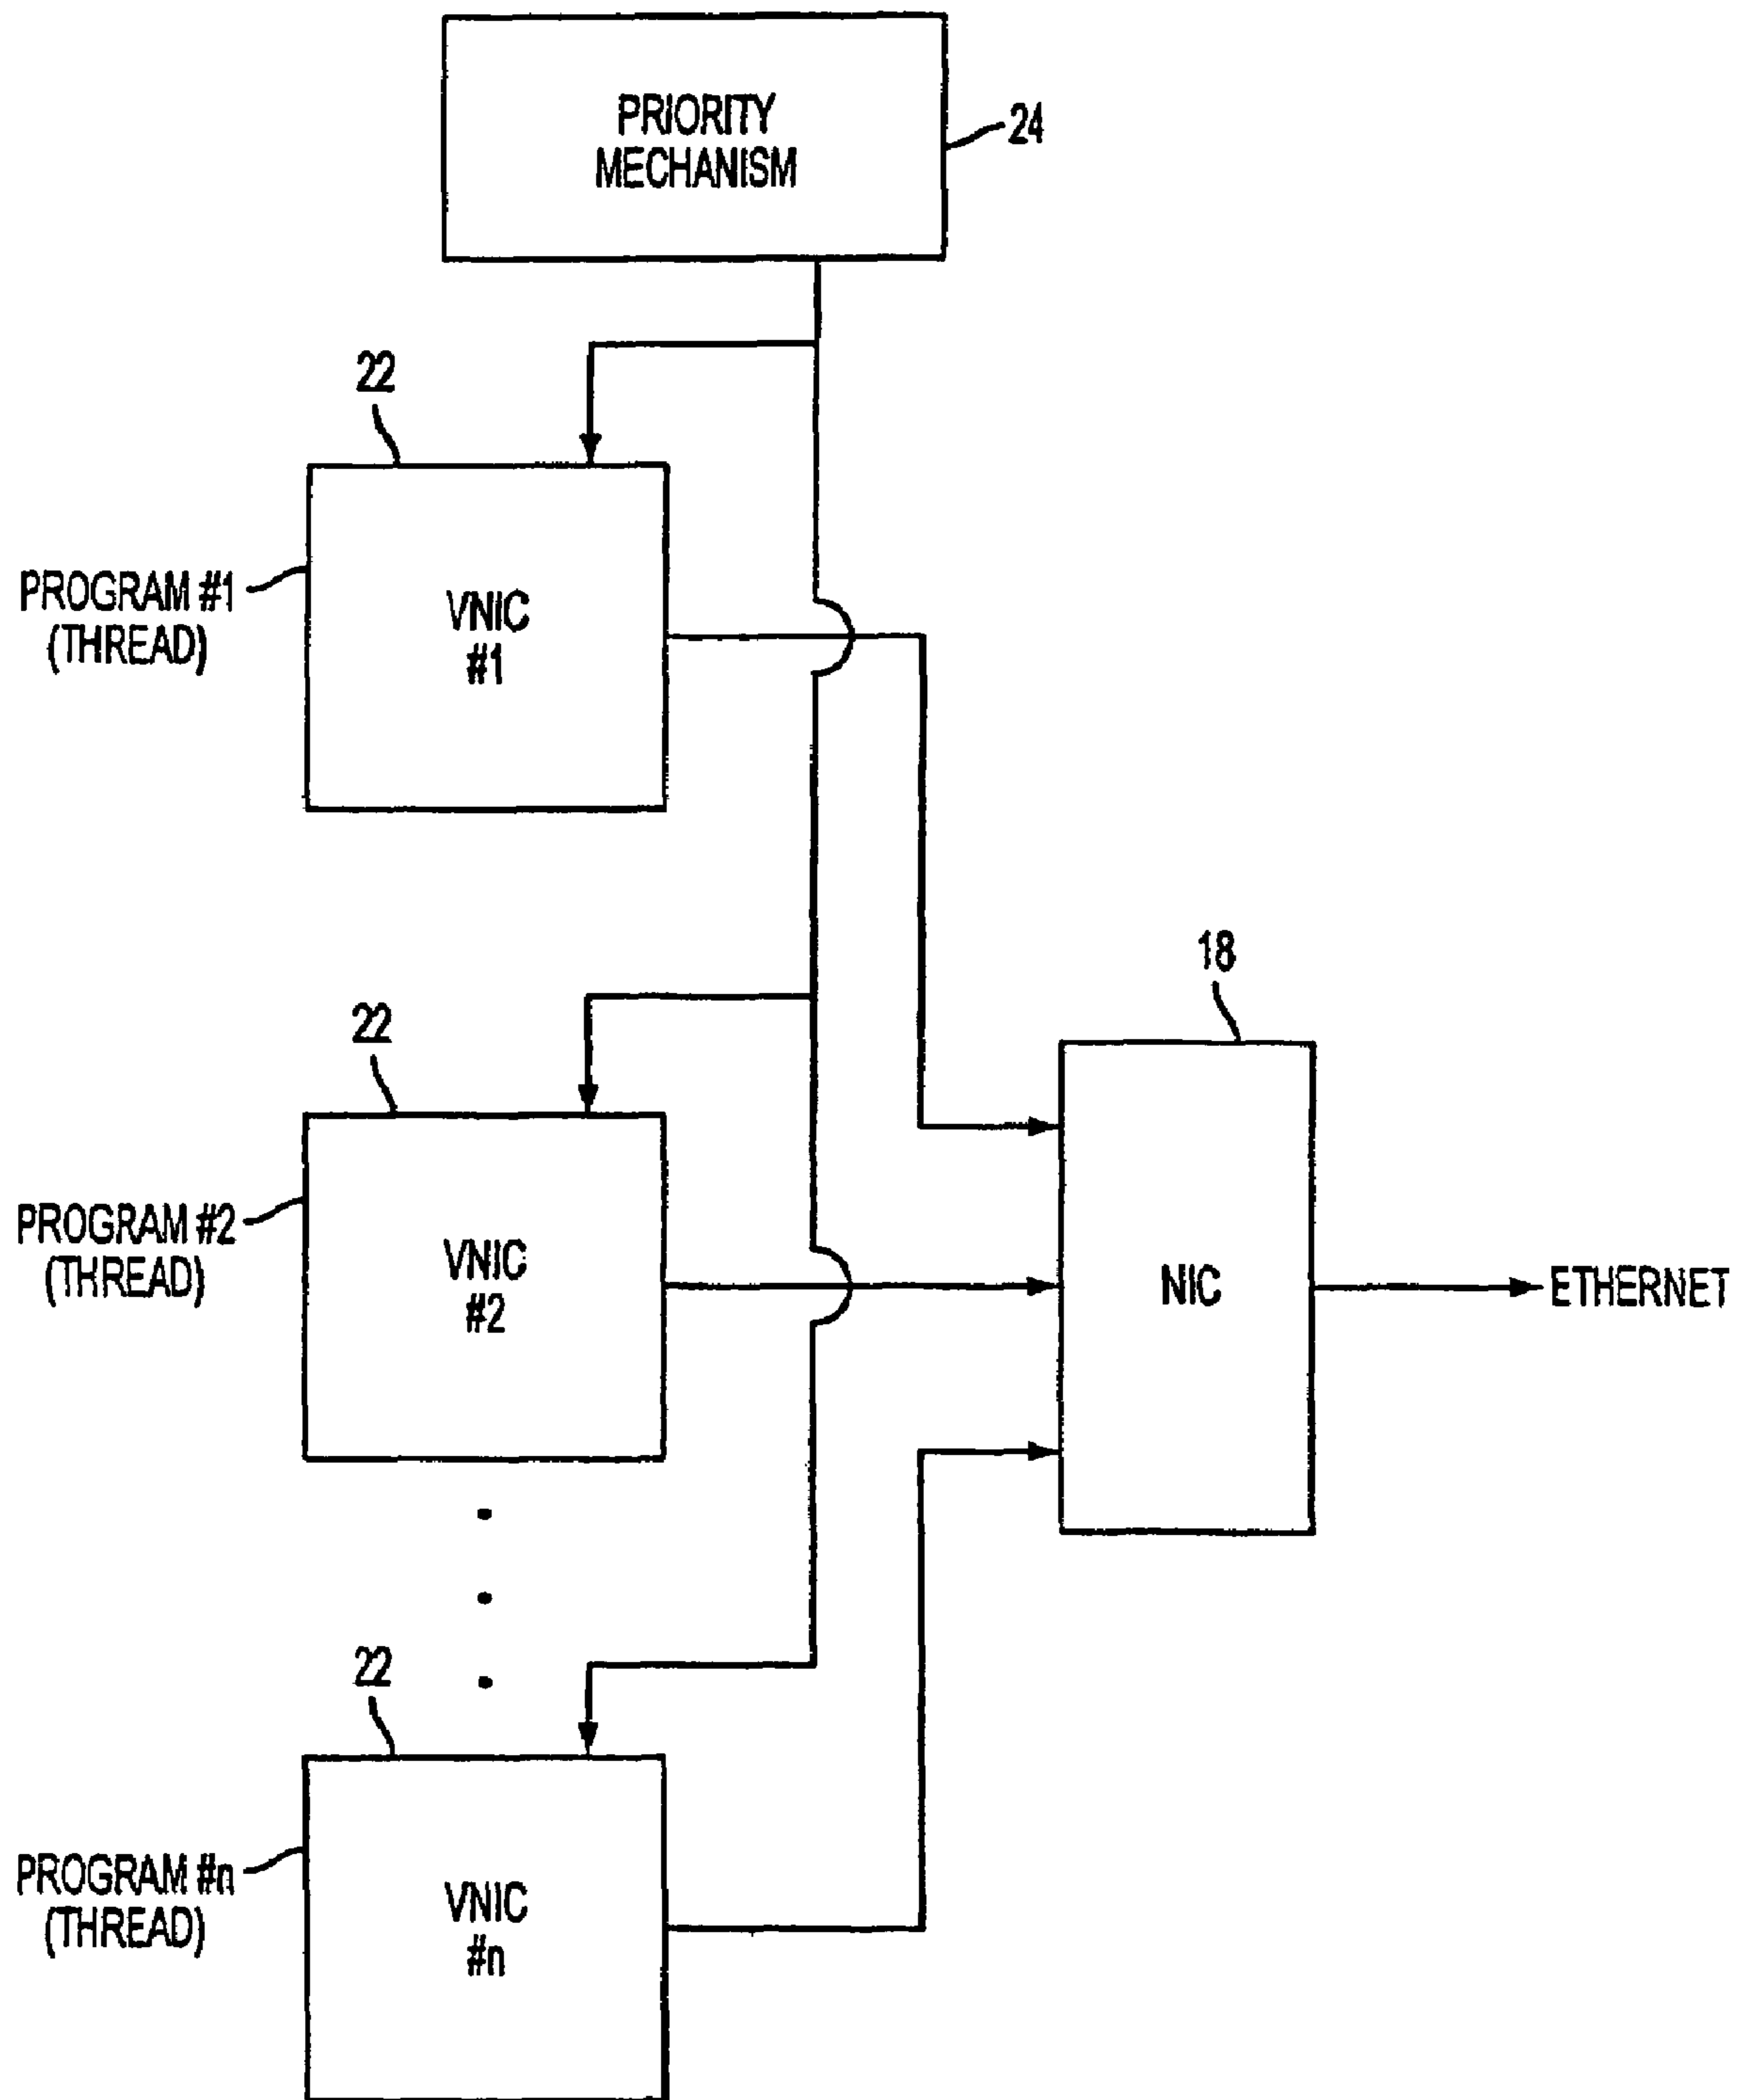 PRIORITY
MECHANISM
24
22
PROGRAM #1
(THREAD)
VNIC
#1
18
22
PROGRAM #2
(THREAD)
VNIC
#2
NIC
ETHERNET
22
PROGRAM #n
(THREAD)
VNIC
#n